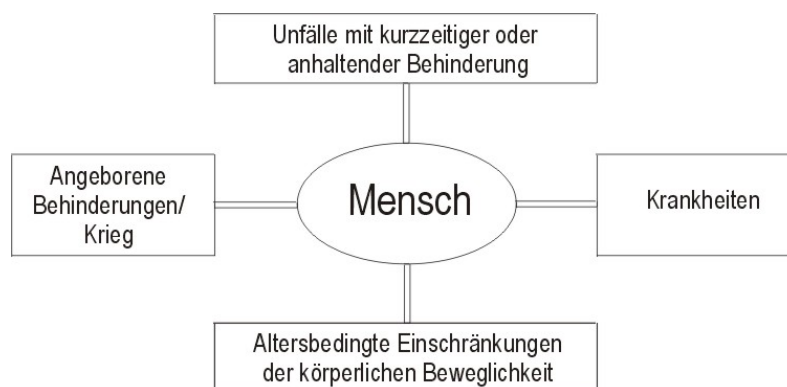 Unfälle mit kurzzeitiger oder
anhaltender Behinderung
Angeborene
Behinderungen/
Krieg
Mensch
Krankheiten
Altersbedingte Einschränkungen
der körperlichen Beweglichkeit